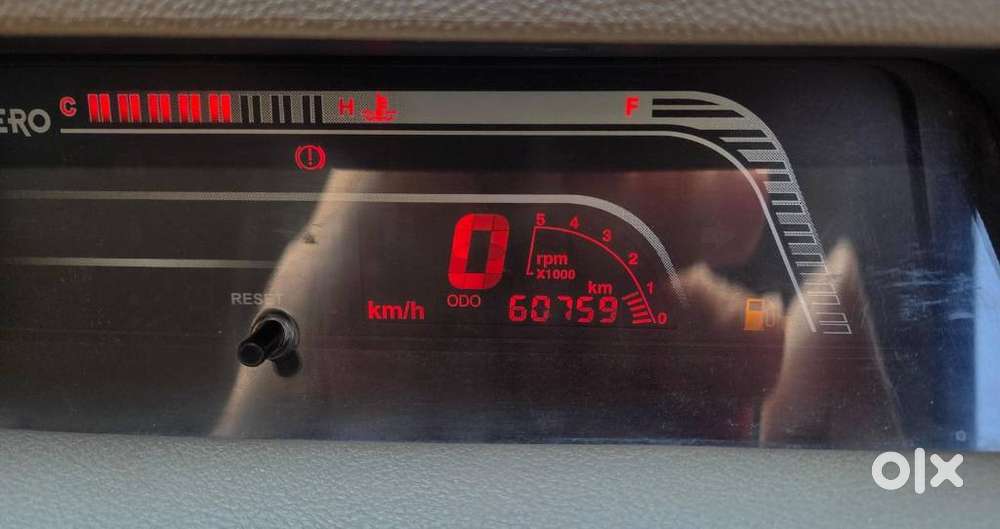 C H F
ERO
5 4 3 2 1 0
0
rpm
X1000
km
RESET
ODO
km/h 60759
olx